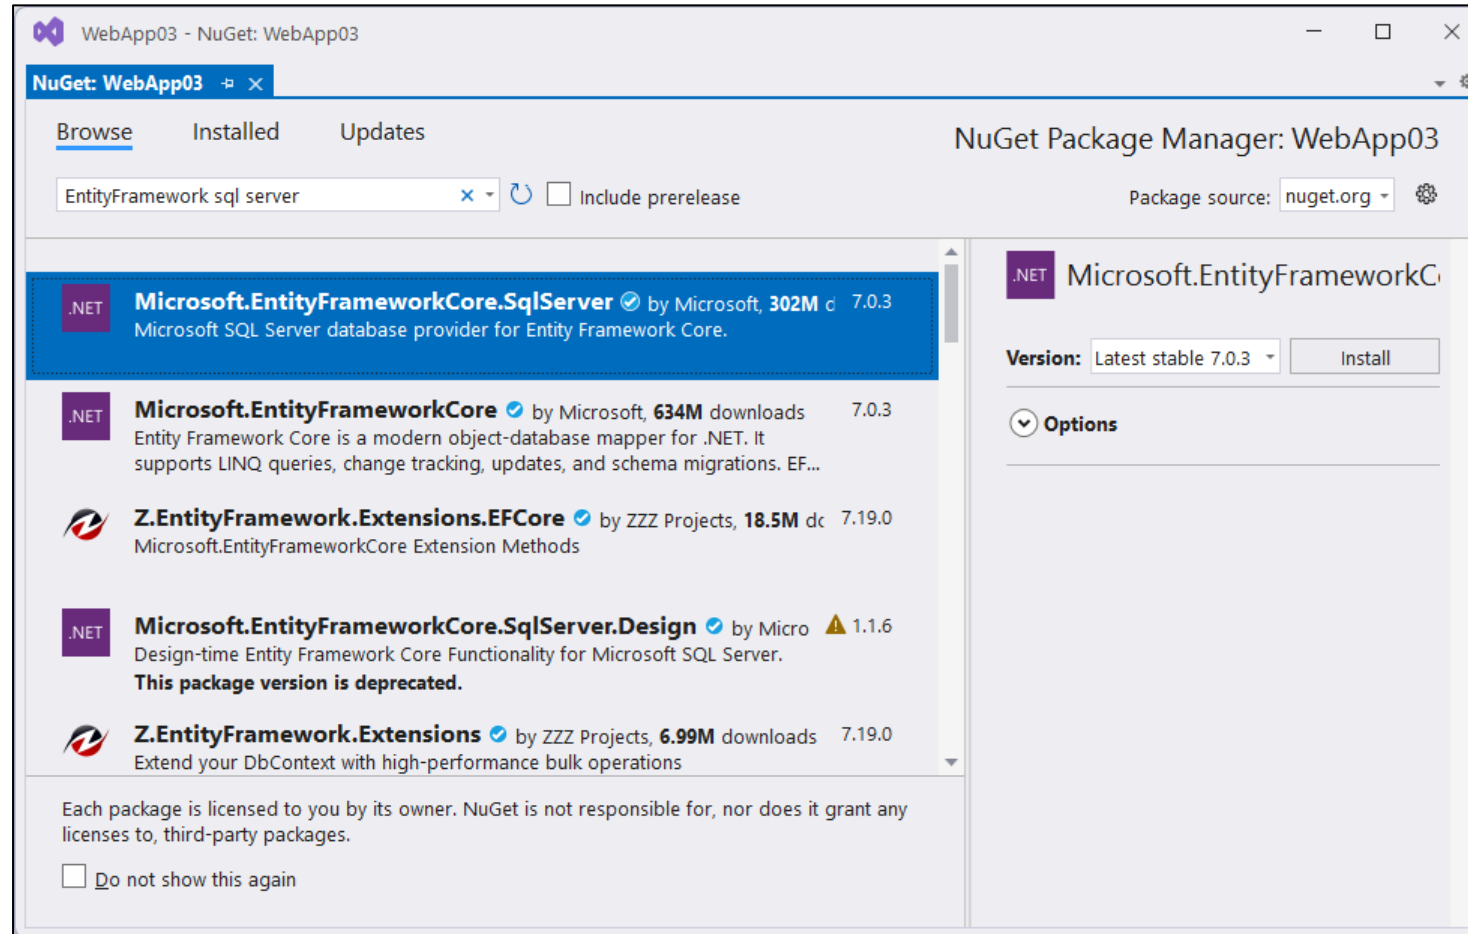 WebApp03 - NuGet: WebApp03
NuGet: WebApp03
Browse Installed Updates
NuGet Package Manager: WebApp03
EntityFramework sql server
Include prerelease
Package source: nuget.org
.NET Microsoft.EntityFrameworkCore.SqlServer by Microsoft, 302M d 7.0.3
Microsoft SQL Server database provider for Entity Framework Core.
.NET Microsoft.EntityFrameworkCore by Microsoft, 634M downloads 7.0.3
Entity Framework Core is a modern object-database mapper for .NET. It
supports LINQ queries, change tracking, updates, and schema migrations. EF...
Z.EntityFramework.Extensions.EFCore by ZZZ Projects, 18.5M dc 7.19.0
Microsoft.EntityFrameworkCore Extension Methods
.NET Microsoft.EntityFrameworkCore.SqlServer.Design by Micro 1.1.6
Design-time Entity Framework Core Functionality for Microsoft SQL Server.
This package version is deprecated.
Z.EntityFramework.Extensions by ZZZ Projects, 6.99M downloads 7.19.0
Extend your DbContext with high-performance bulk operations
Each package is licensed to you by its owner. NuGet is not responsible for, nor does it grant any
licenses to, third-party packages.
Do not show this again
.NET Microsoft.EntityFrameworkC
Version: Latest stable 7.0.3 Install
Options